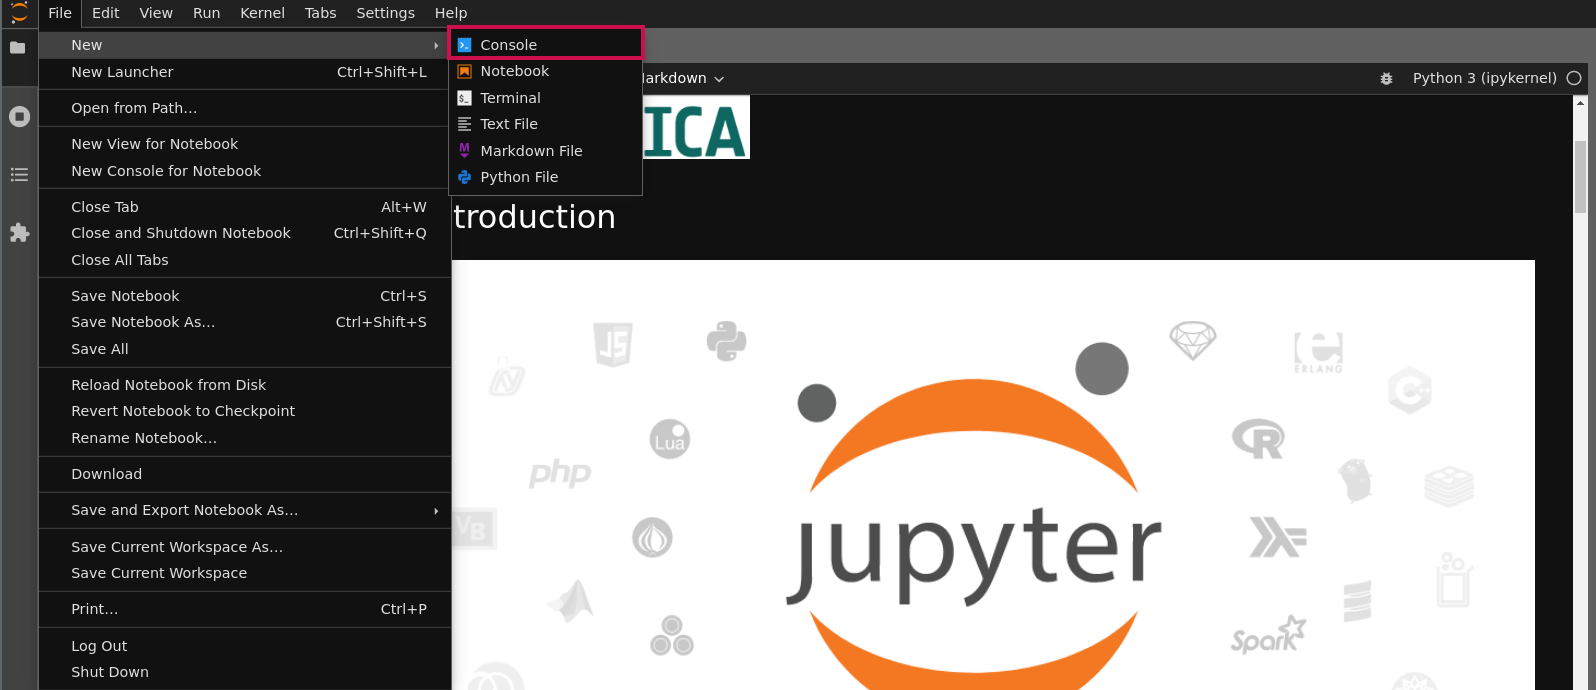 File Edit View Run Kernel Tabs Settings Help
New
New Launcher Ctrl+Shift+L
Open from Path…
New View for Notebook
New Console for Notebook
Close Tab Alt+W
Close and Shutdown Notebook Ctrl+Shift+Q
Close All Tabs
Save Notebook Ctrl+S
Save Notebook As… Ctrl+Shift+S
Save All
Reload Notebook from Disk
Revert Notebook to Checkpoint
Rename Notebook…
Download
Save and Export Notebook As…
Save Current Workspace As…
Save Current Workspace
Print… Ctrl+P
Log Out
Shut Down
Console
Notebook
Terminal
Text File
Markdown File
Python File
arkdown
Python 3 (ipykernel)
ICA
troduction
JS
N
ERLANG
C++
Lua
R
php
VB
jupyter
Spark